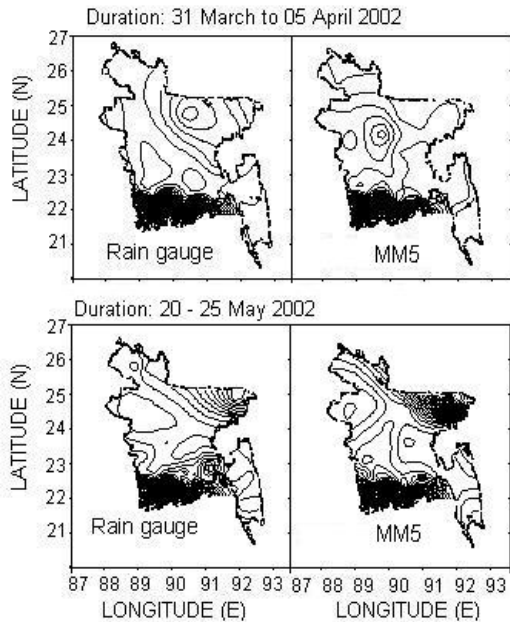 Duration: 31 March to 05 April 2002
27
26
25
24
23
22
21
LATITUDE (N)
Rain gauge
MM5
Duration: 20 - 25 May 2002
27
26
25
24
23
22
21
LATITUDE (N)
Rain gauge
MM5
87 88 89 90 91 92 93 87 88 89 90 91 92 93
LONGITUDE (E) LONGITUDE (E)